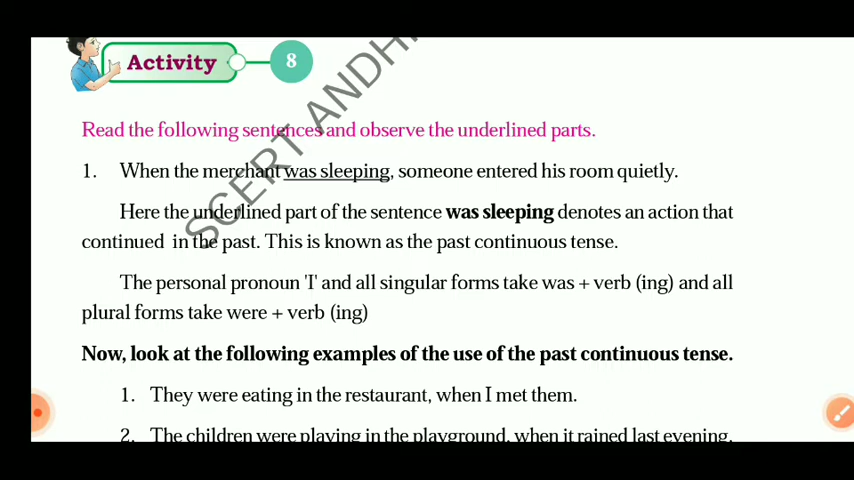 Activity 8
Read the following sentences and observe the underlined parts.
1. When the merchant was sleeping, someone entered his room quietly.
Here the underlined part of the sentence was sleeping denotes an action that
continued in the past. This is known as the past continuous tense.
The personal pronoun 'I' and all singular forms take was + verb (ing) and all
plural forms take were + verb (ing)
Now, look at the following examples of the use of the past continuous tense.
1. They were eating in the restaurant, when I met them.
2. The children were playing in the playground, when it rained last evening.
SCERT ANDH